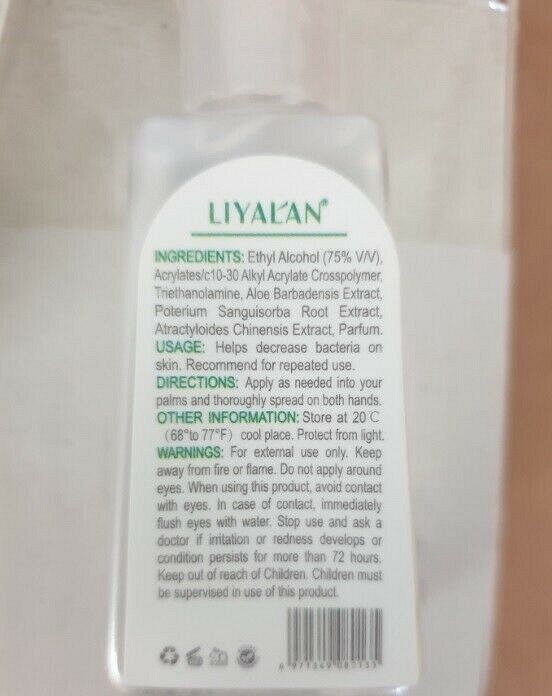 LIYAL'AN®
INGREDIENTS: Ethyl Alcohol (75% V/V),
Acrylates/c10-30 Alkyl Acrylate Crosspolymer,
Triethanolamine, Aloe Barbadensis Extract,
Poterium Sanguisorba Root Extract,
Atractyloides Chinensis Extract, Parfum.
USAGE: Helps decrease bacteria on
skin. Recommend for repeated use.
DIRECTIONS: Apply as needed into your
palms and thoroughly spread on both hands.
OTHER INFORMATION: Store at 20℃
(68°to 77°F) cool place. Protect from light.
WARNINGS: For external use only. Keep
away from fire or flame. Do not apply around
eyes. When using this product, avoid contact
with eyes. In case of contact, immediately
flush eyes with water. Stop use and ask a
doctor if irritation or redness develops or
condition persists for more than 72 hours.
Keep out of reach of Children. Children must
be supervised in use of this product.